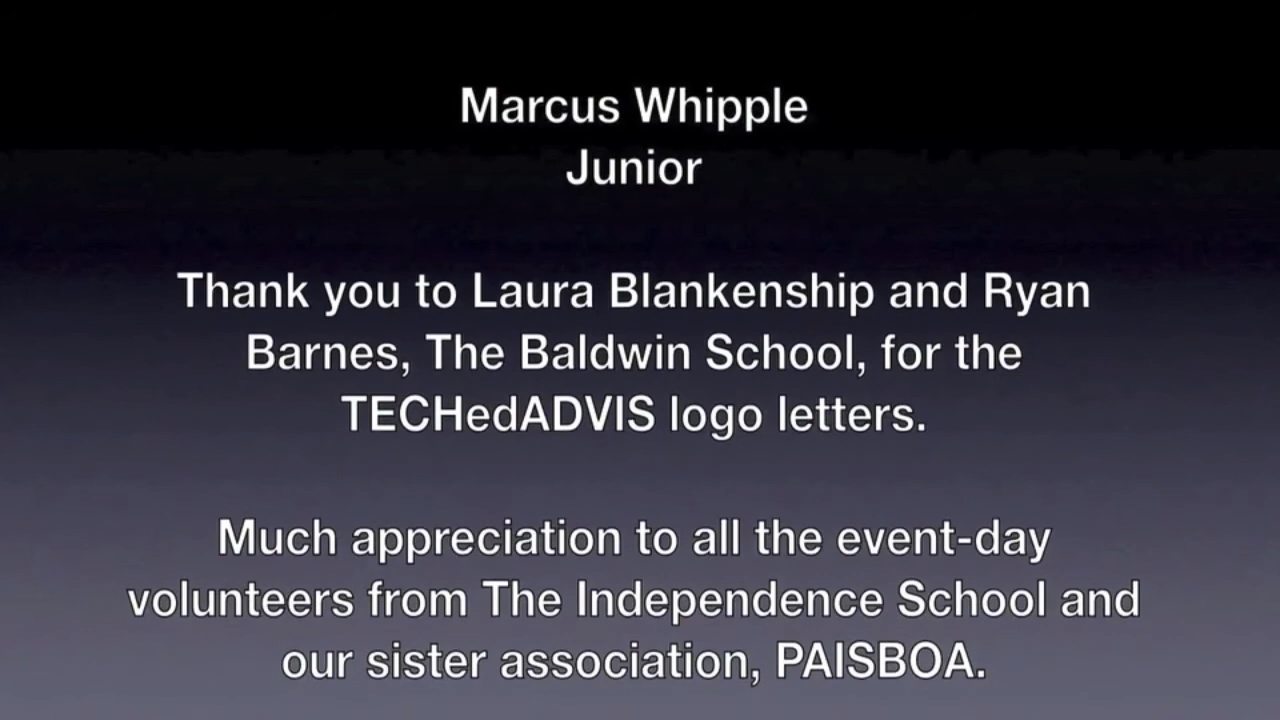 Marcus Whipple
Junior
Thank you to Laura Blankenship and Ryan
Barnes, The Baldwin School, for the
TECHedADVIS logo letters.
Much appreciation to all the event-day
volunteers from The Independence School and
our sister association, PAISBOA.